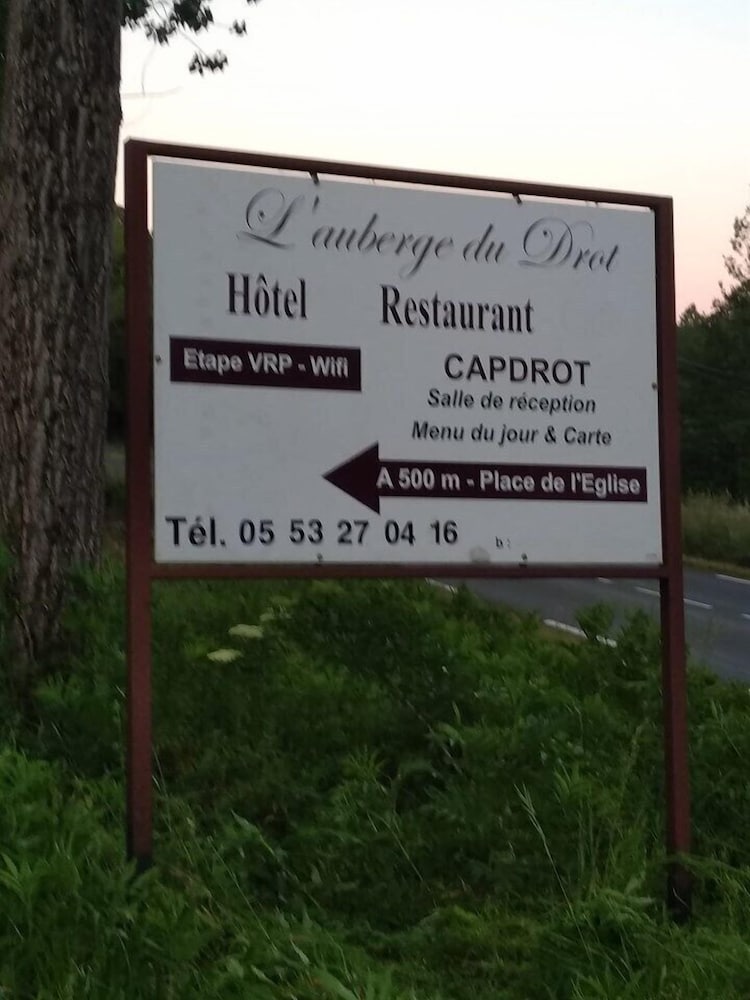 L'auberge du Drot
Hôtel Restaurant
Etape VRP - Wifi
CAPDROT
Salle de réception
Menu du jour & Carte
A 500 m - Place de l'Eglise
Tél. 05 53 27 04 16